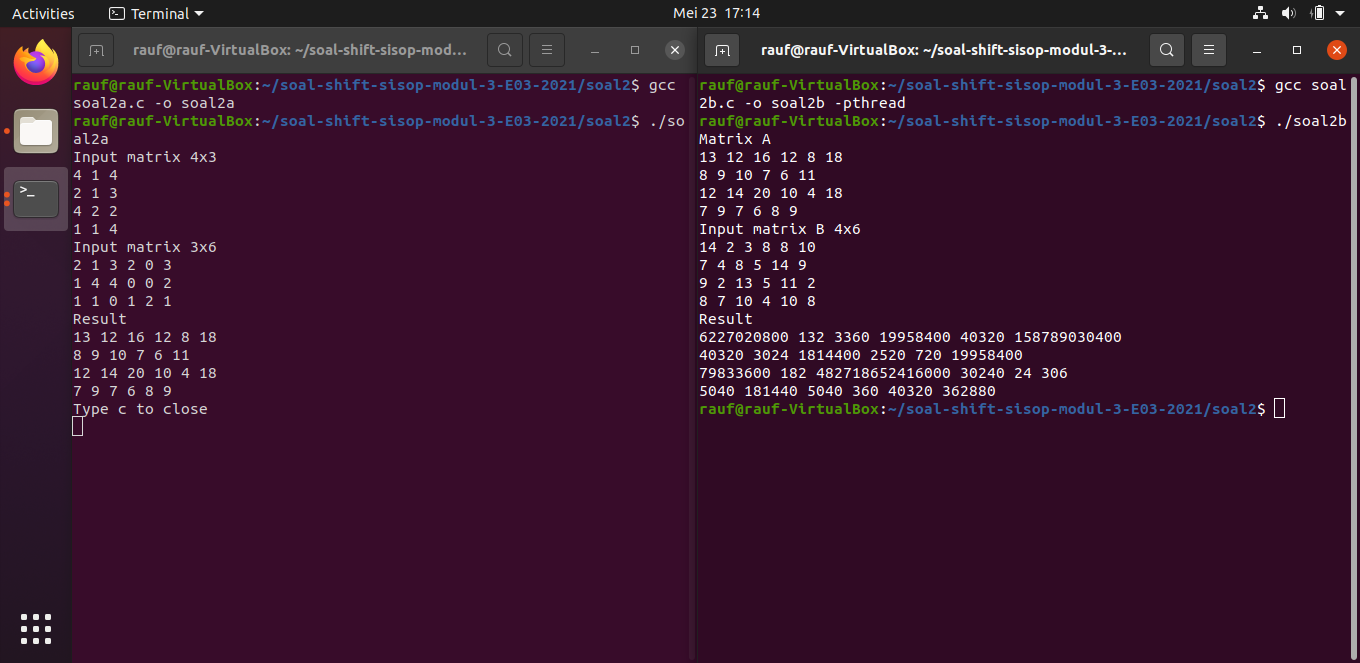 Activities
Terminal
Mei 23 17:14
rauf@rauf-VirtualBox: ~/soal-shift-sisop-mod...
rauf@rauf-VirtualBox:~/soal-shift-sisop-modul-3-E03-2021/soal2$ gcc
soal2a.c -o soal2a
rauf@rauf-VirtualBox:~/soal-shift-sisop-modul-3-E03-2021/soal2$ ./so
al2a
Input matrix 4x3
4 1 4
2 1 3
4 2 2
1 1 4
Input matrix 3x6
2 1 3 2 0 3
1 4 4 0 0 2
1 1 0 1 2 1
Result
13 12 16 12 8 18
8 9 10 7 6 11
12 14 20 10 4 18
7 9 7 6 8 9
Type c to close
rauf@rauf-VirtualBox: ~/soal-shift-sisop-modul-3-...
rauf@rauf-VirtualBox:~/soal-shift-sisop-modul-3-E03-2021/soal2$ gcc soal
2b.c -o soal2b -pthread
rauf@rauf-VirtualBox:~/soal-shift-sisop-modul-3-E03-2021/soal2$ ./soal2b
Matrix A
13 12 16 12 8 18
8 9 10 7 6 11
12 14 20 10 4 18
7 9 7 6 8 9
Input matrix B 4x6
14 2 3 8 8 10
7 4 8 5 14 9
9 2 13 5 11 2
8 7 10 4 10 8
Result
6227020800 132 3360 19958400 40320 158789030400
40320 3024 1814400 2520 720 19958400
79833600 182 482718652416000 30240 24 306
5040 181440 5040 360 40320 362880
rauf@rauf-VirtualBox:~/soal-shift-sisop-modul-3-E03-2021/soal2$